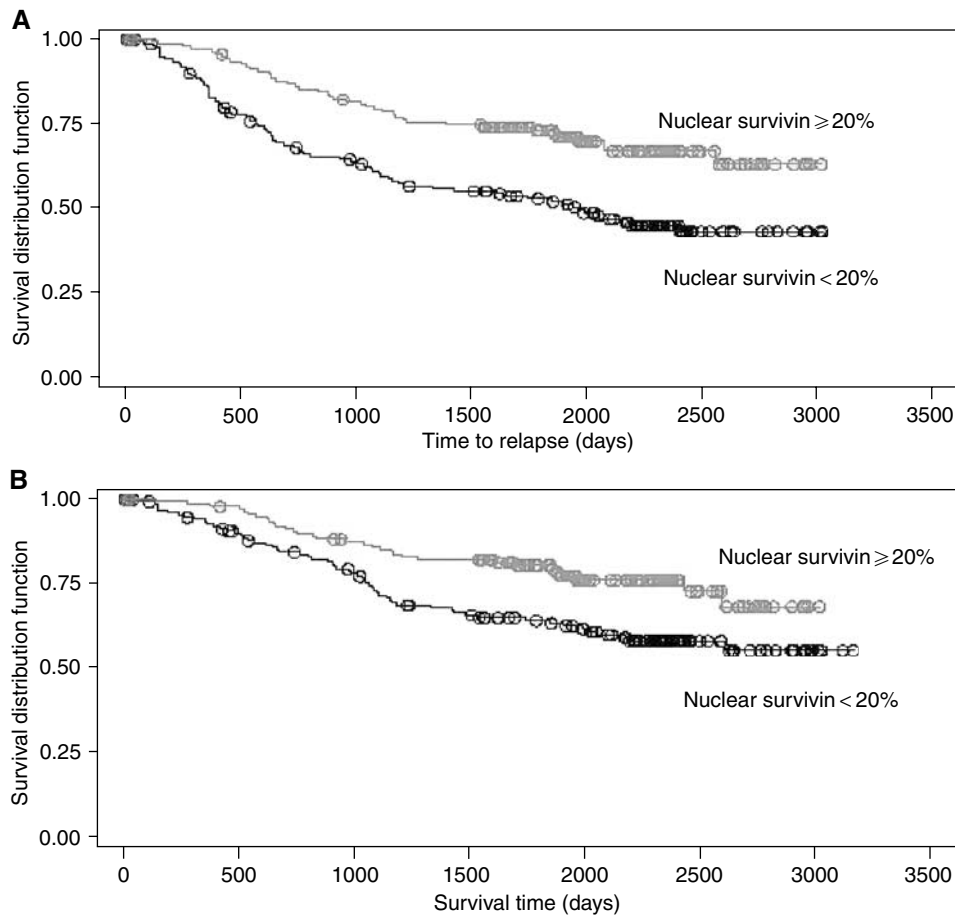 A
Survival distribution function
1.00
0.75
0.50
0.25
0.00
Nuclear survivin ⩾ 20%
Nuclear survivin < 20%
0 500 1000 1500 2000 2500 3000 3500
Time to relapse (days)
B
Survival distribution function
1.00
0.75
0.50
0.25
0.00
Nuclear survivin ⩾ 20%
Nuclear survivin < 20%
0 500 1000 1500 2000 2500 3000 3500
Survival time (days)